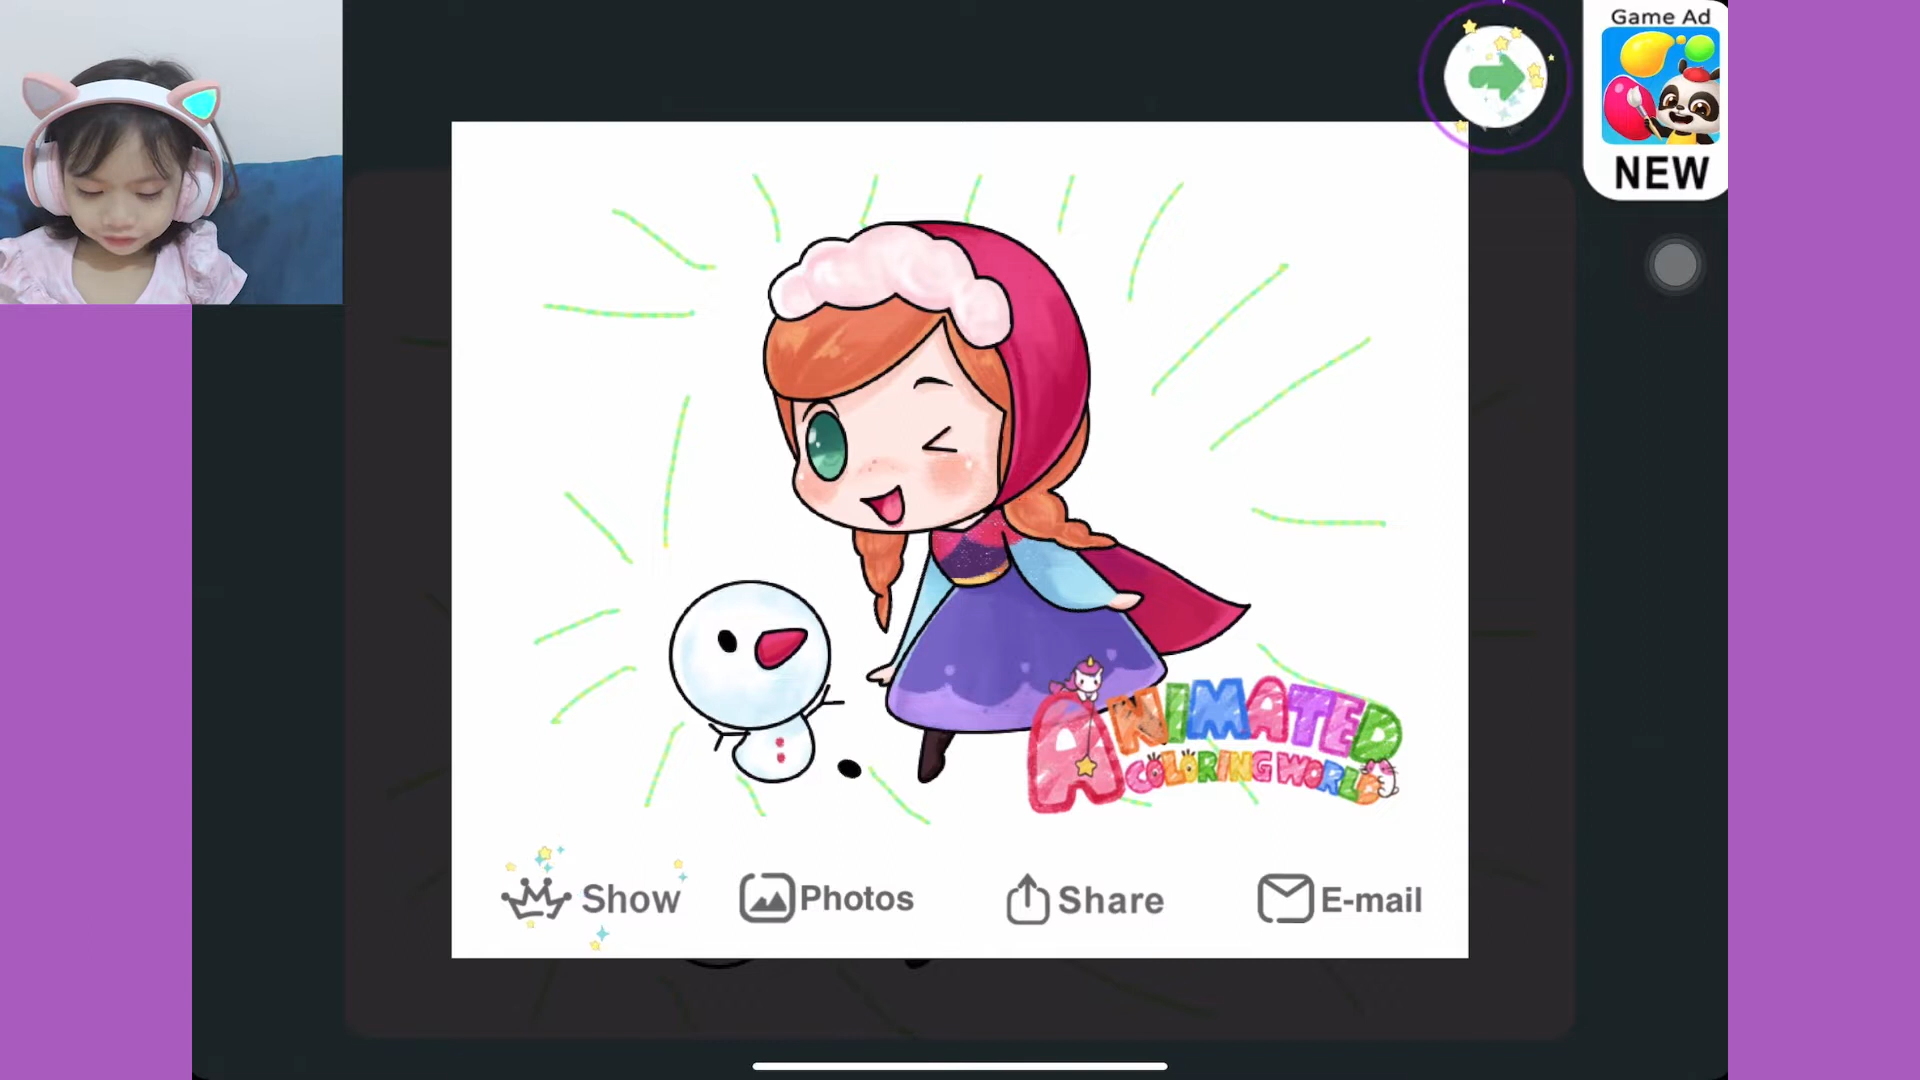 Game Ad
NEW
ANIMATED
COLORING WORLD
Show
Photos
Share
E-mail